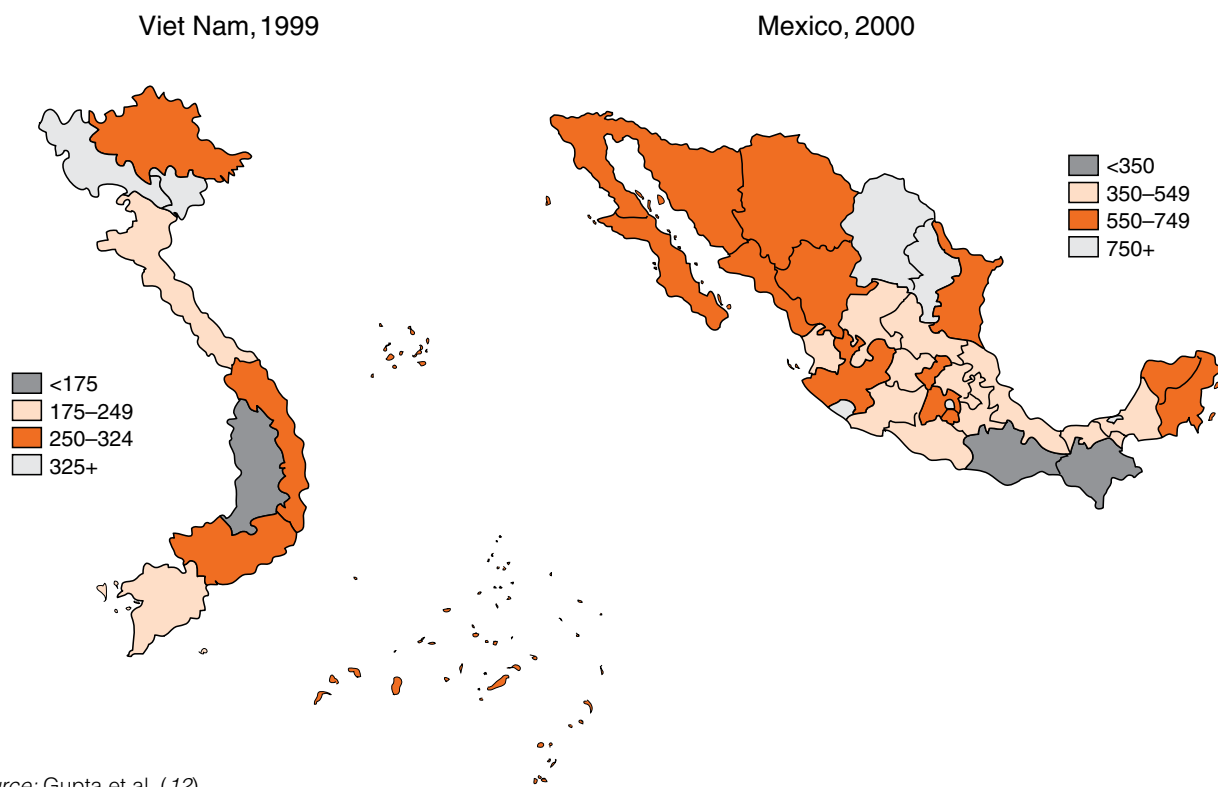 Viet Nam, 1999
Mexico, 2000
<350
350–549
550–749
750+
<175
175–249
250–324
325+
Gupta et al. (12)